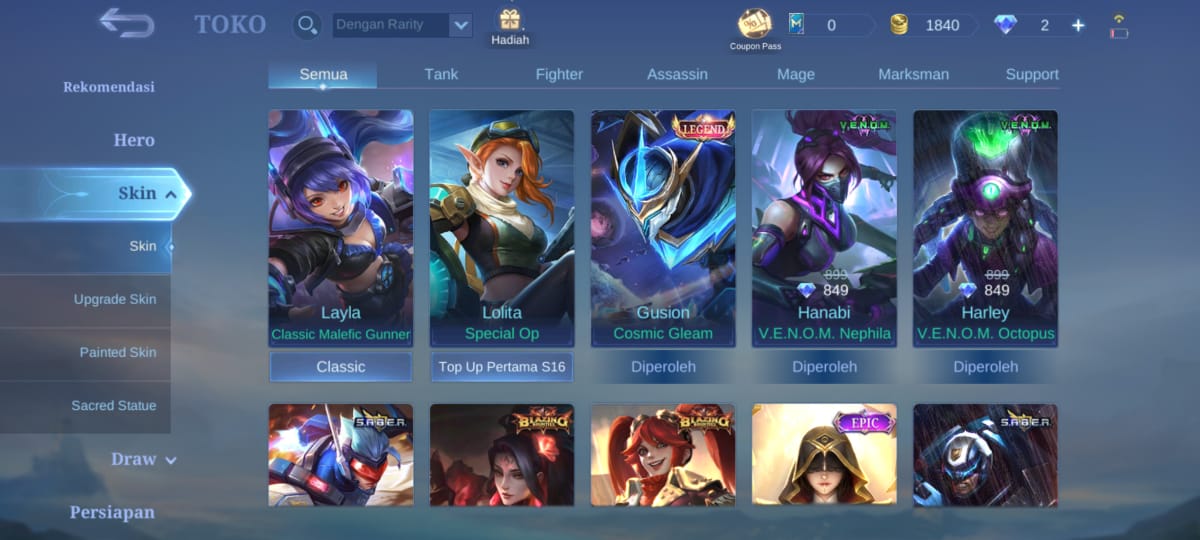 TOKO
Dengan Rarity
Hadiah
Coupon Pass
0
1840
2
Rekomendasi
Hero
Skin
Skin
Upgrade Skin
Painted Skin
Sacred Statue
Draw
Persiapan
Semua
Tank
Fighter
Assassin
Mage
Marksman
Support
Layla
Classic Malefic Gunner
Classic
Lolita
Special Op
Top Up Pertama S16
LEGEND
Gusion
Cosmic Gleam
Diperoleh
V.E.N.O.M.
899
849
Hanabi
V.E.N.O.M. Nephila
Diperoleh
V.E.N.O.M.
899
849
Harley
V.E.N.O.M. Octopus
Diperoleh
S.A.B.E.R.
BLAZING BOUNTIES
BLAZING BOUNTIES
EPIC
S.A.B.E.R.